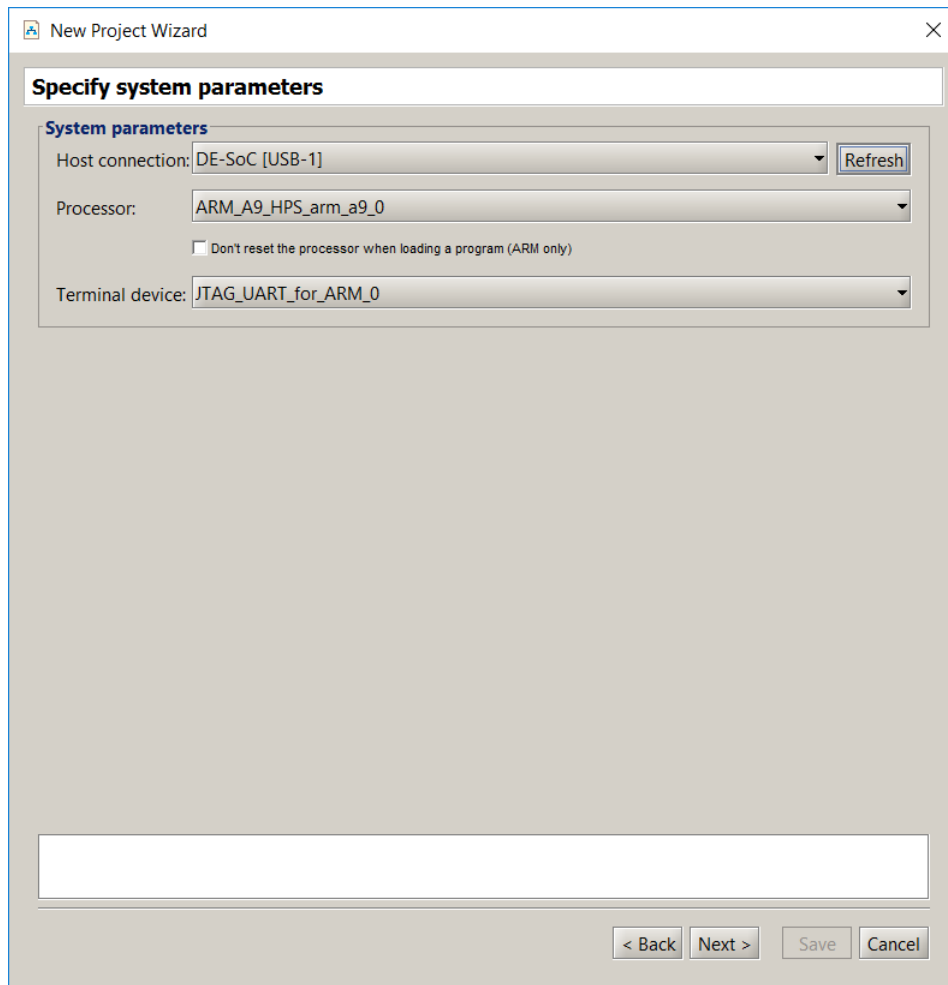 New Project Wizard
Specify system parameters
System parameters
Host connection: DE-SoC [USB-1] Refresh
Processor: ARM_A9_HPS_arm_a9_0
Don't reset the processor when loading a program (ARM only)
Terminal device: JTAG_UART_for_ARM_0
< Back Next > Save Cancel